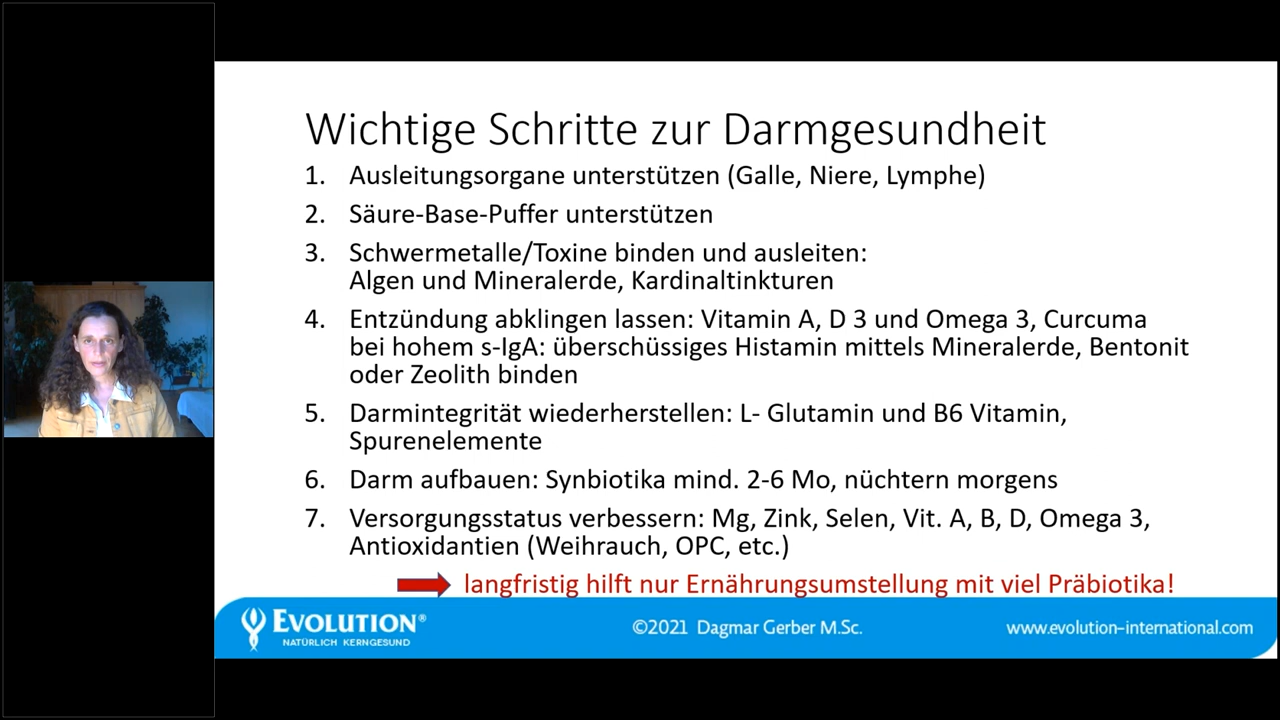 Wichtige Schritte zur Darmgesundheit
1. Ausleitungsorgane unterstützen (Galle, Niere, Lymphe)
2. Säure-Base-Puffer unterstützen
3. Schwermetalle/Toxine binden und ausleiten:
Algen und Mineralerde, Kardinaltinkturen
4. Entzündung abklingen lassen: Vitamin A, D 3 und Omega 3, Curcuma
bei hohem s-IgA: überschüssiges Histamin mittels Mineralerde, Bentonit
oder Zeolith binden
5. Darmintegrität wiederherstellen: L- Glutamin und B6 Vitamin,
Spurenelemente
6. Darm aufbauen: Synbiotika mind. 2-6 Mo, nüchtern morgens
7. Versorgungsstatus verbessern: Mg, Zink, Selen, Vit. A, B, D, Omega 3,
Antioxidantien (Weihrauch, OPC, etc.)
langfristig hilft nur Ernährungsumstellung mit viel Präbiotika!
EVOLUTION®
NATÜRLICH KERNGESUND
©2021 Dagmar Gerber M.Sc.
www.evolution-international.com